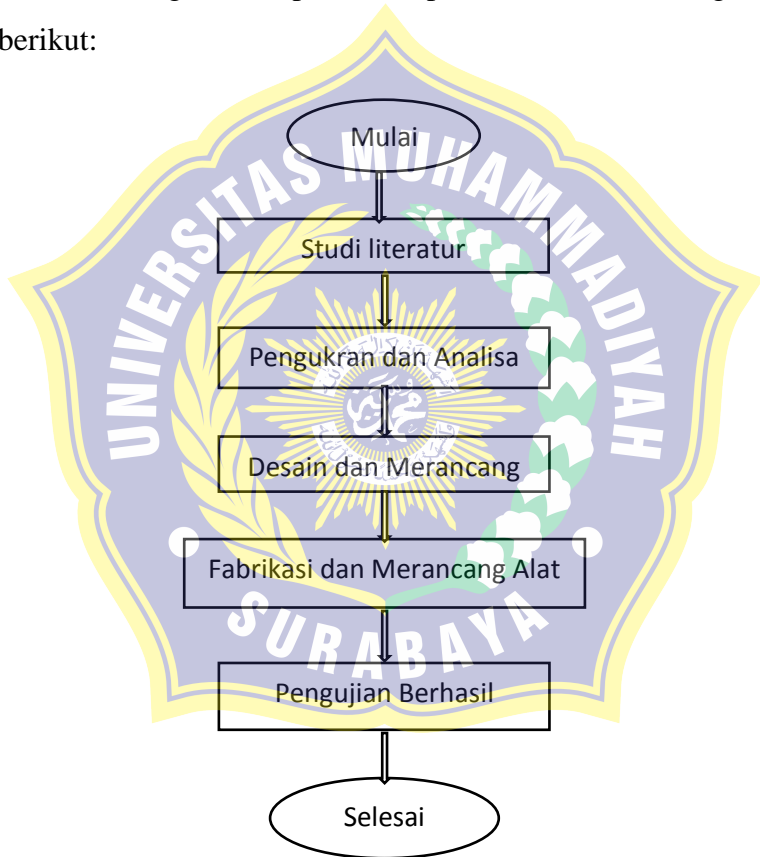 berikut:
Mulai
Studi literatur
Pengukran dan Analisa
Desain dan Merancang
Fabrikasi dan Merancang Alat
Pengujian Berhasil
Selesai
UNIVERSITAS MUHAMMADIYAH
SURABAYA